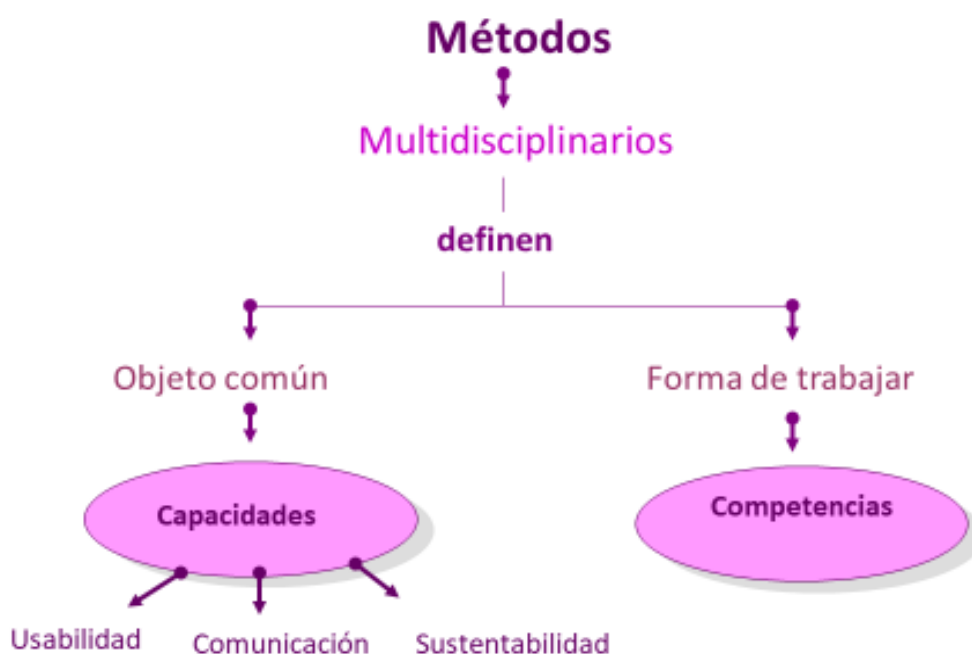 Métodos
Multidisciplinarios
definen
Objeto común
Forma de trabajar
Capacidades
Competencias
Usabilidad
Comunicación
Sustentabilidad